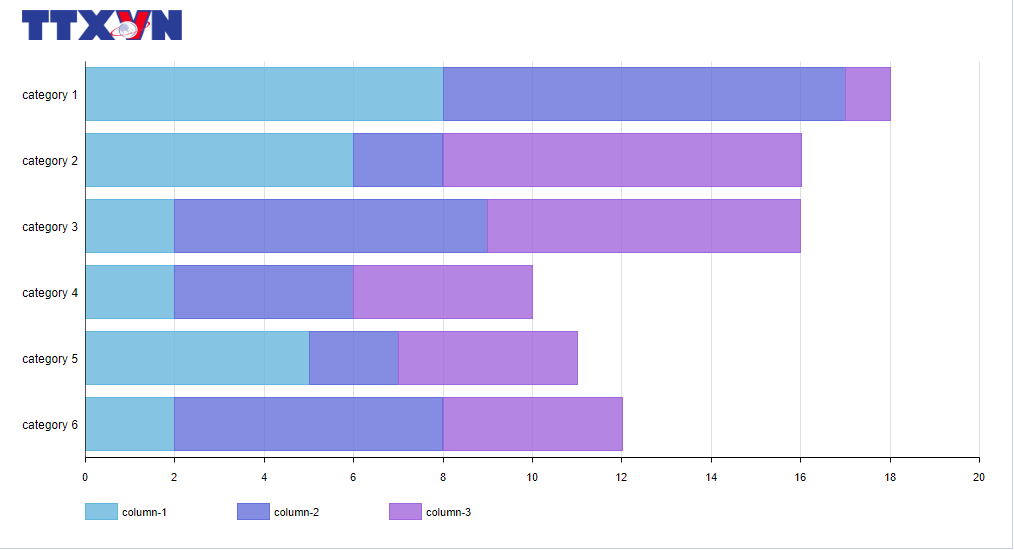 TTXVN
category 1
category 2
category 3
category 4
category 5
category 6
0 2 4 6 8 10 12 14 16 18 20
column-1 column-2 column-3